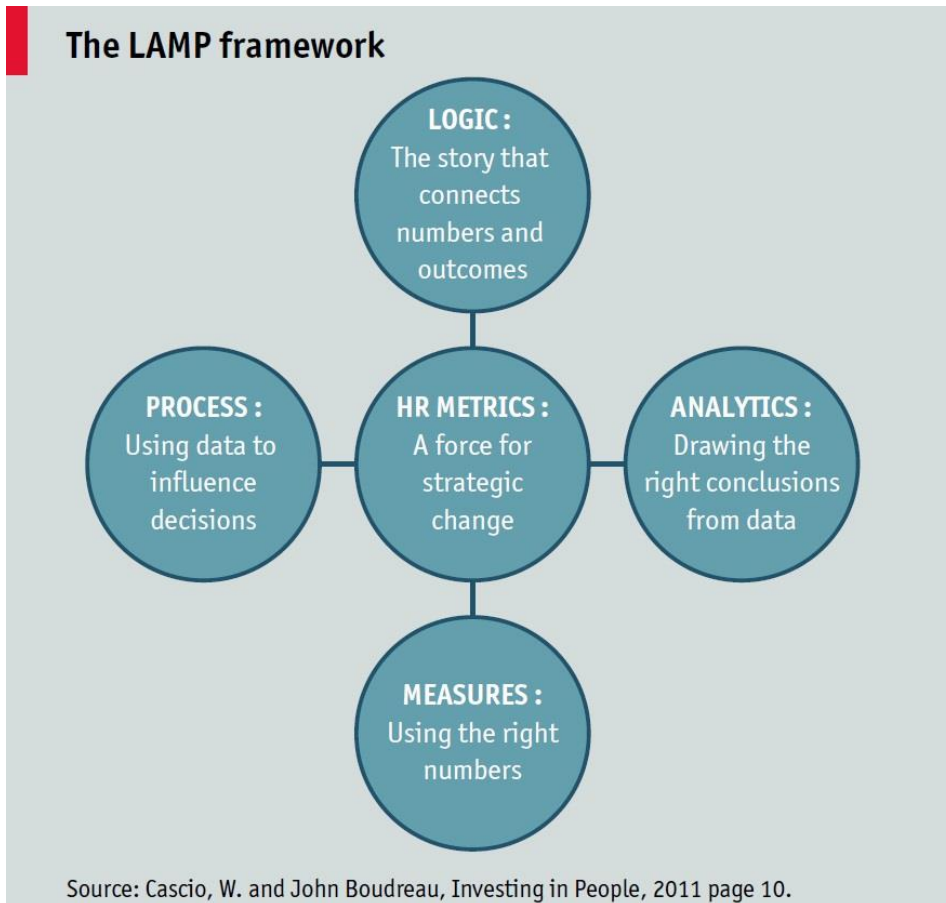 The LAMP framework
LOGIC :
The story that
connects
numbers and
outcomes
PROCESS :
Using data to
influence
decisions
HR METRICS :
A force for
strategic
change
ANALYTICS :
Drawing the
right conclusions
from data
MEASURES :
Using the right
numbers
Source: Cascio, W. and John Boudreau, Investing in People, 2011 page 10.